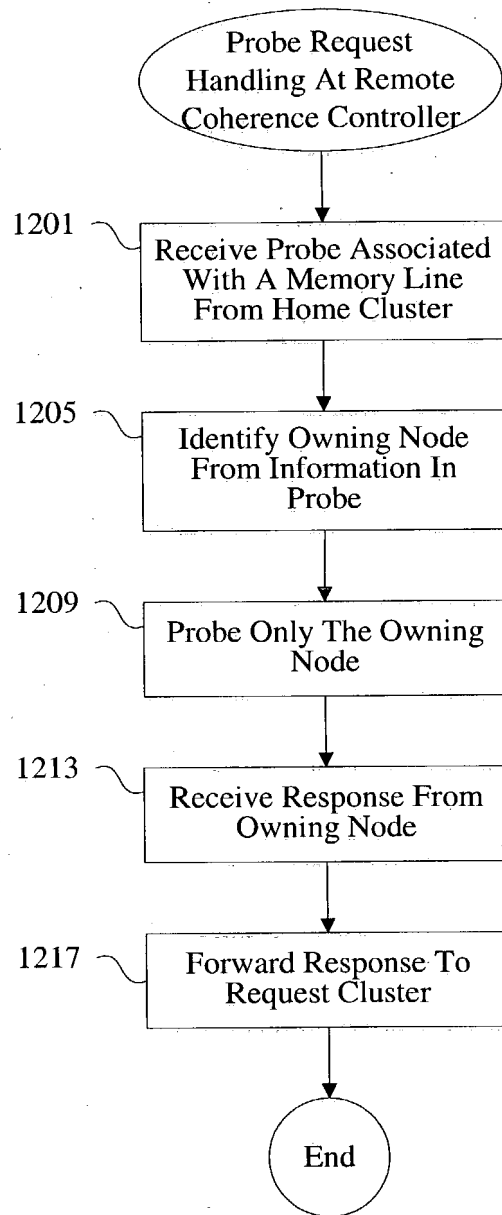 Probe Request
Handling At Remote
Coherence Controller
1201
Receive Probe Associated
With A Memory Line
From Home Cluster
1205
Identify Owning Node
From Information In
Probe
1209
Probe Only The Owning
Node
1213
Receive Response From
Owning Node
1217
Forward Response To
Request Cluster
End